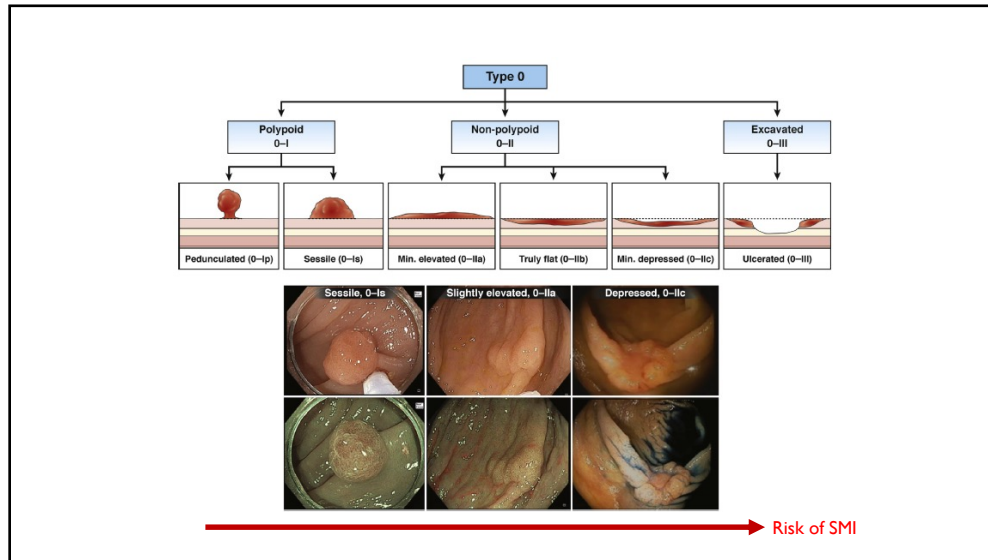 Type 0
Polypoid
0–I
Non-polypoid
0–II
Excavated
0–III
Pedunculated (0-Ip)
Sessile (0-Is)
Min. elevated (0-IIa)
Truly flat (0-IIb)
Min. depressed (0-IIc)
Ulcerated (0-III)
Sessile, 0–Is
Slightly elevated, 0–IIa
Depressed, 0–IIc
Risk of SMI